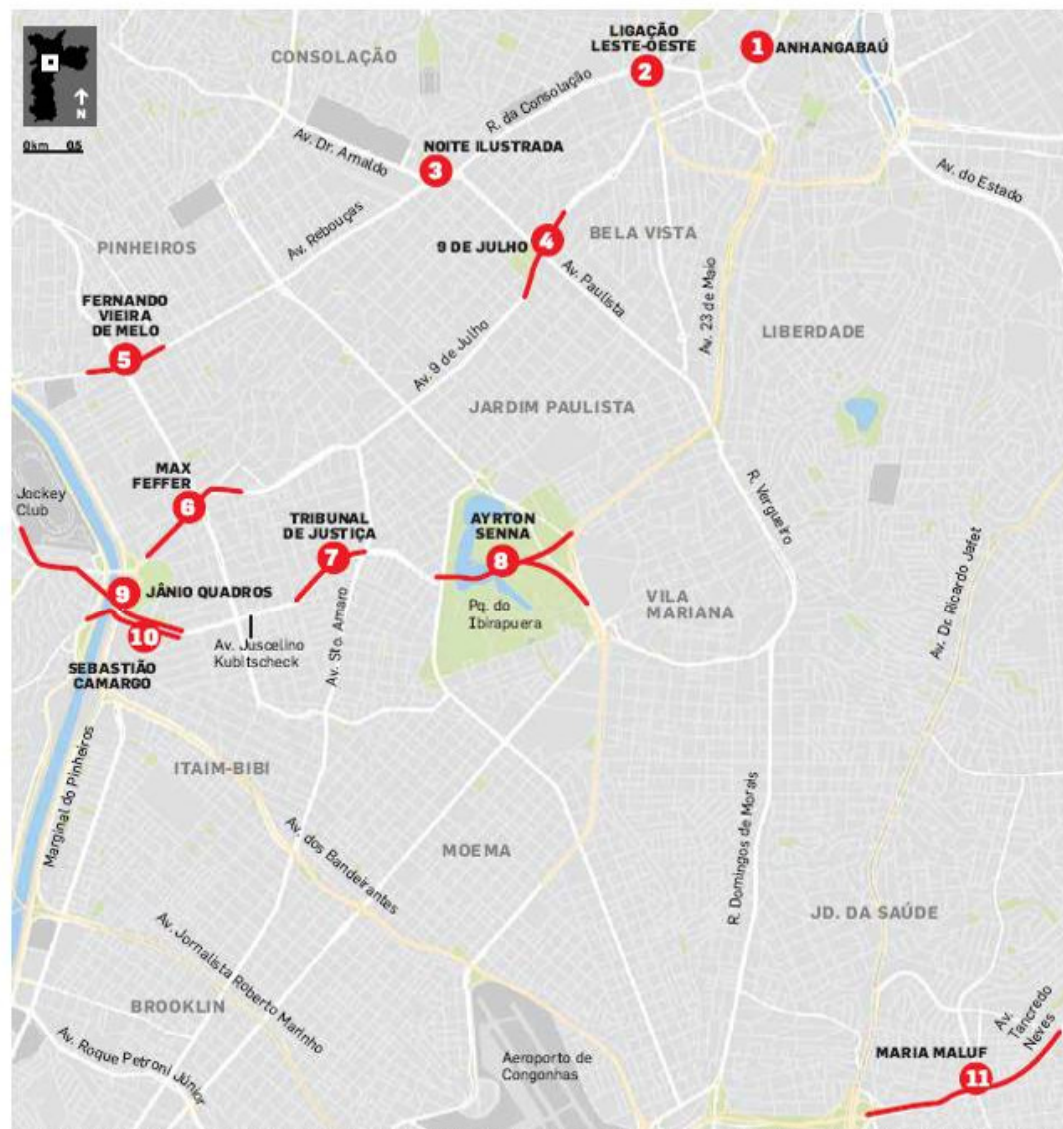 CONSOLAÇÃO
LIGAÇÃO
LESTE-OESTE
2
1
ANHANGABAÚ
N
0km 0,5
R. da Consolação
Av. Dr. Arnaldo
NOITE ILUSTRADA
3
Av. do Estado
Av. Rebouças
PINHEIROS
9 DE JULHO
4
BELA VISTA
Av. Paulista
Av. 23 de Maio
FERNANDO
VIEIRA
DE MELO
5
LIBERDADE
Av. 9 de Julho
JARDIM PAULISTA
MAX
FEFFER
6
Jockey
Club
TRIBUNAL
DE JUSTIÇA
7
AYRTON
SENNA
8
R. Vergueiro
Av. Dr. Ricardo Jafet
9
JÂNIO QUADROS
10
SEBASTIÃO
CAMARGO
Av. Juscelino
Kubitscheck
Av. Sto. Amaro
Pq. do
Ibirapuera
VILA
MARIANA
Marginal do Pinheiros
ITAIM-BIBI
Av. dos Bandeirantes
MOEMA
R. Domingos de Morais
JD. DA SAÚDE
Av. Jornalista Roberto Marinho
BROOKLIN
Av. Roque Petroni Júnior
Aeroporto de
Congonhas
Av.
Tancredo
Neves
MARIA MALUF
11